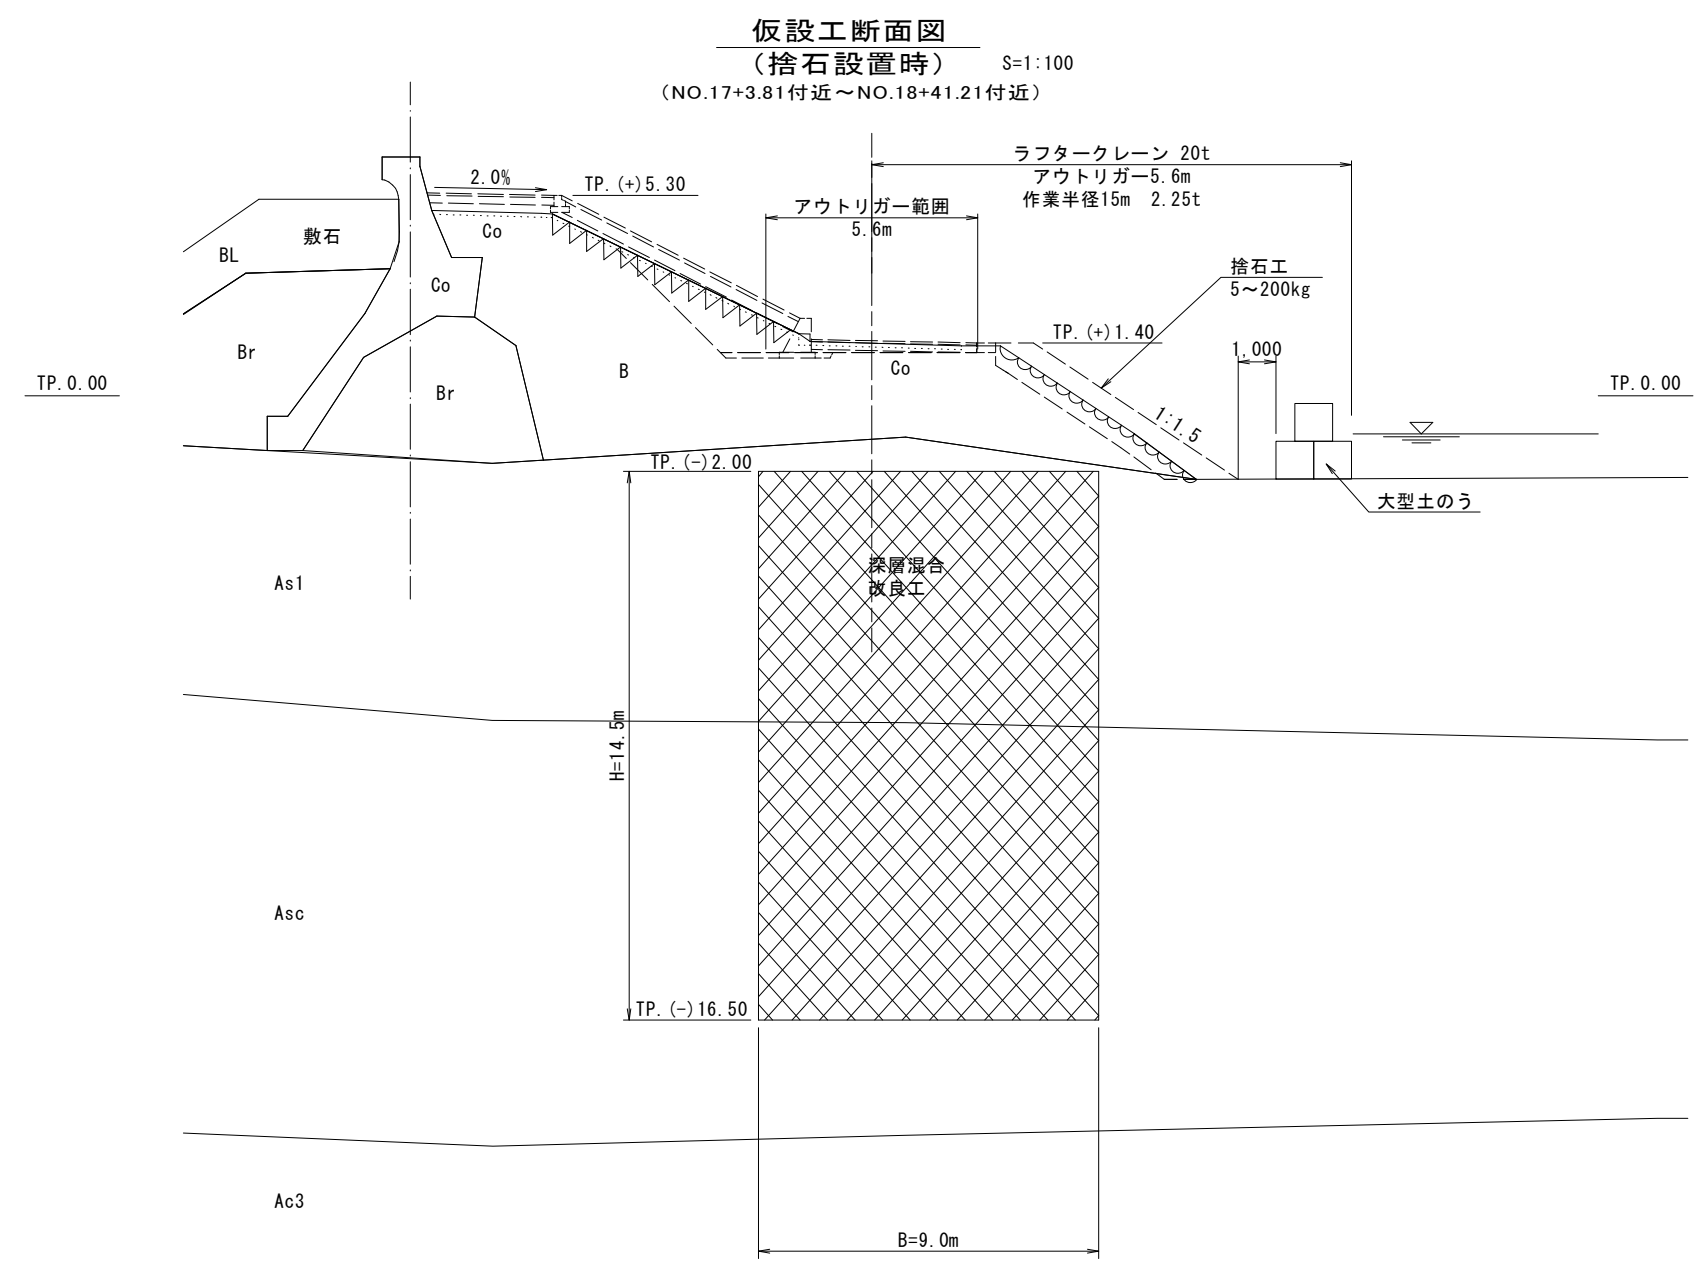 仮設工断面図
（捨石設置時） S=1:100
（NO.17+3.81付近～NO.18+41.21付近）
ラフタークレーン 20t
アウトリガー5.6m
作業半径15m 2.25t
2.0%
TP.(+)5.30
アウトリガー範囲
5.6m
敷石
Co
BL
捨石工
5～200kg
Co
TP.(+)1.40
1,000
Br
B
Co
TP.0.00
TP.0.00
Br
1:1.5
TP.(-)2.00
大型土のう
深層混合
改良工
As1
H=14.5m
Asc
TP.(-)16.50
Ac3
B=9.0m